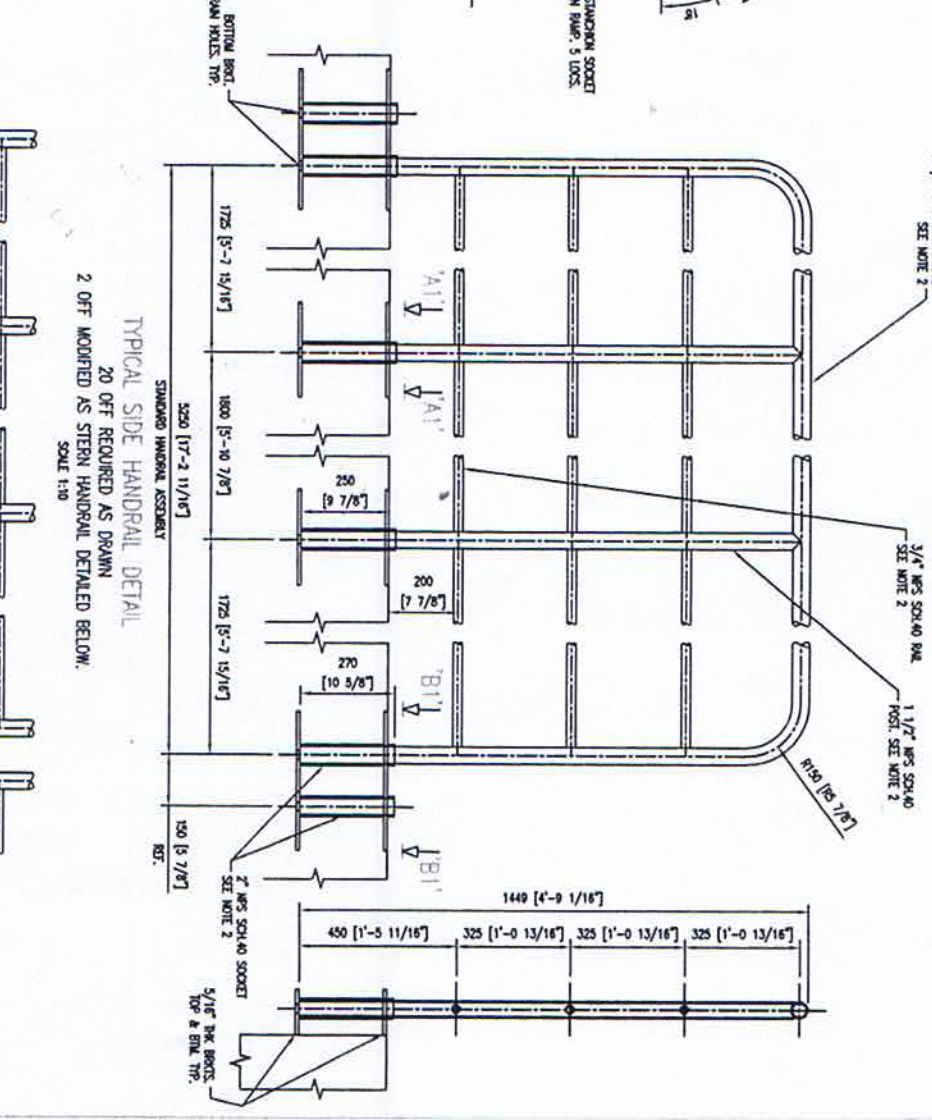 STANCHION SOCKET
RAMP. 5 LOCS.
BOTTOM BRKT.
HOLES. TYP.
SEE NOTE 2
3/4" NPS SCH.40 RAIL
SEE NOTE 2
1 1/2" NPS SCH.40
POST. SEE NOTE 2
R150 [R5 7/8"]
'A1'
'A1'
'B1'
'B1'
250
[9 7/8"]
200
[7 7/8"]
270
[10 5/8"]
1725 [5'-7 15/16"]
1800 [5'-10 7/8"]
1725 [5'-7 15/16"]
5250 [17'-2 11/16"]
STANDARD HANDRAIL ASSEMBLY
150 [5 7/8"]
REF.
2" NPS SCH.40 SOCKET
SEE NOTE 2
1449 [4'-9 1/16"]
450 [1'-5 11/16"]
325 [1'-0 13/16"]
325 [1'-0 13/16"]
325 [1'-0 13/16"]
5/16" THK BRKTS.
TOP & BTM. TYP.
TYPICAL SIDE HANDRAIL DETAIL
20 OFF REQUIRED AS DRAWN
2 OFF MODIFIED AS STERN HANDRAIL DETAILED BELOW.
SCALE 1:10